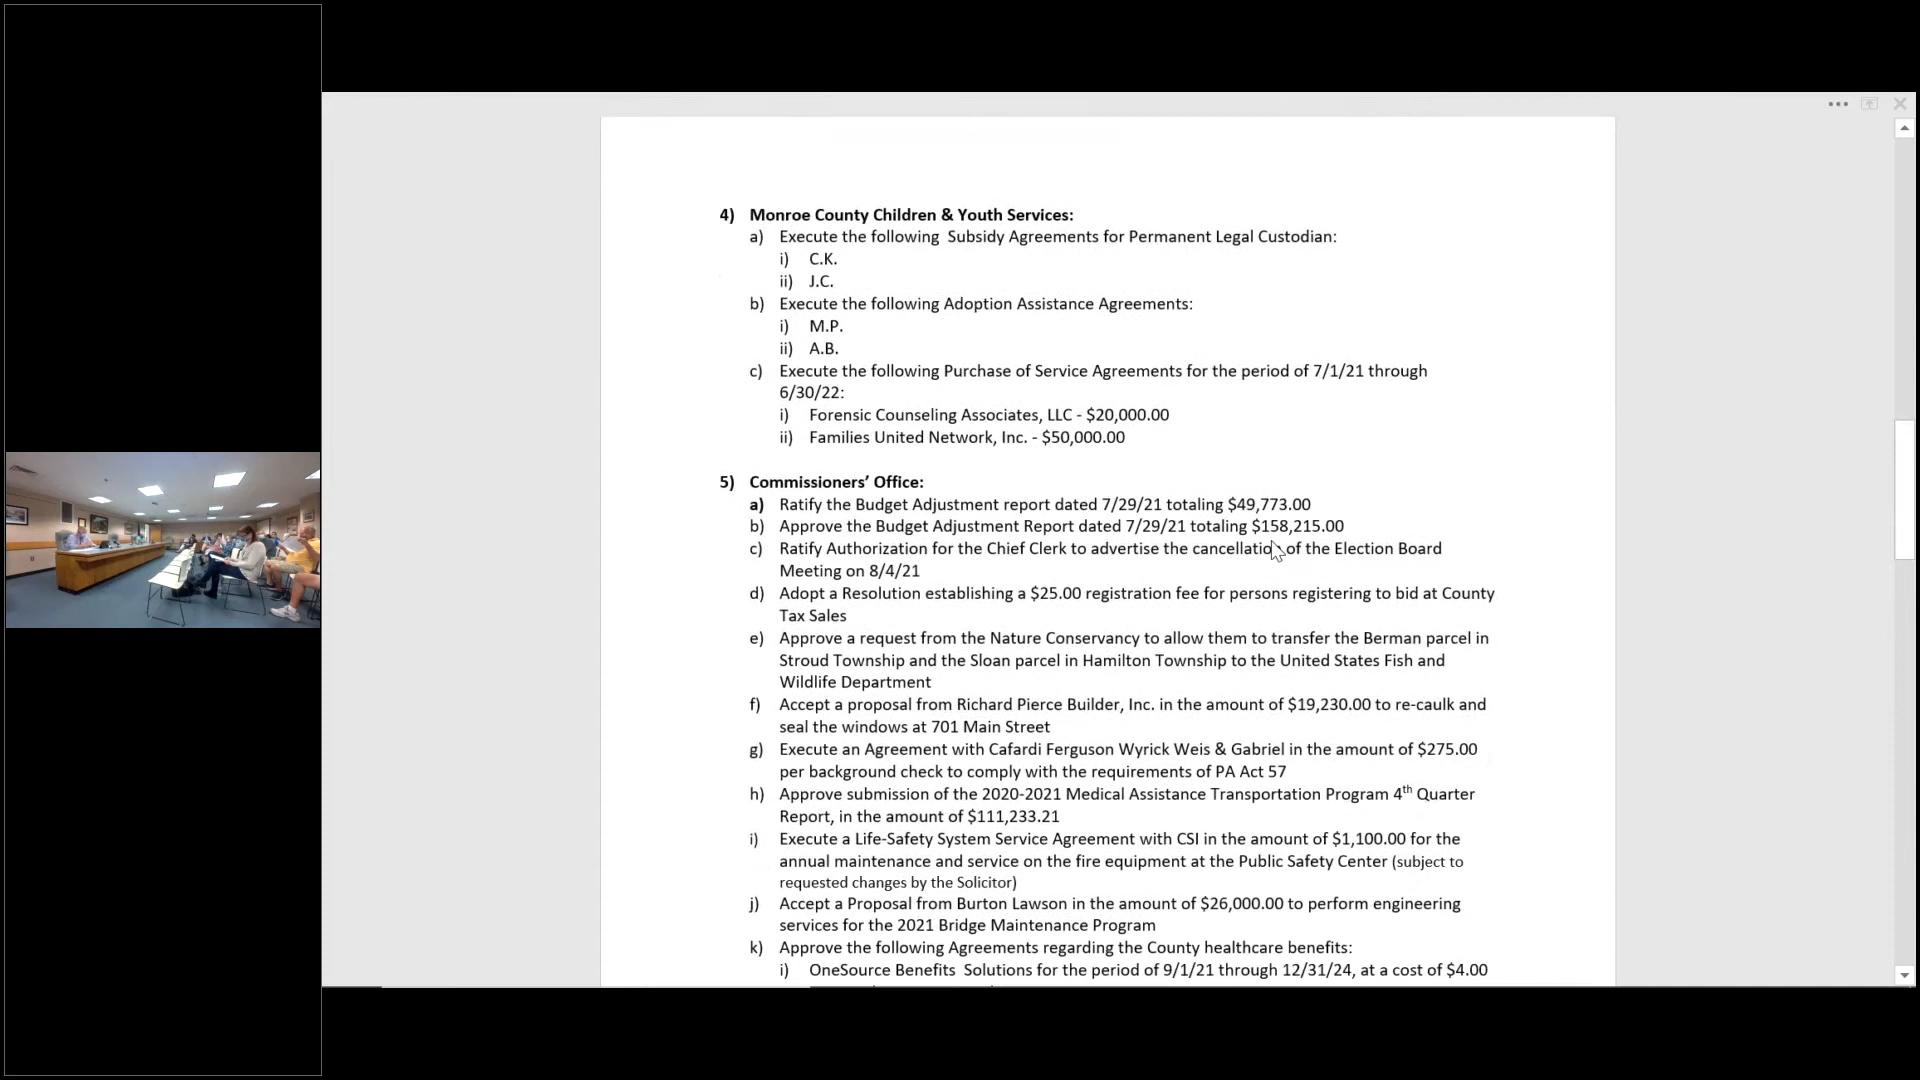 4) Monroe County Children & Youth Services:
a) Execute the following  Subsidy Agreements for Permanent Legal Custodian:
i) C.K.
ii) J.C.
b) Execute the following Adoption Assistance Agreements:
i) M.P.
ii) A.B.
c) Execute the following Purchase of Service Agreements for the period of 7/1/21 through
6/30/22:
i) Forensic Counseling Associates, LLC - $20,000.00
ii) Families United Network, Inc. - $50,000.00
5) Commissioners’ Office:
a) Ratify the Budget Adjustment report dated 7/29/21 totaling $49,773.00
b) Approve the Budget Adjustment Report dated 7/29/21 totaling $158,215.00
c) Ratify Authorization for the Chief Clerk to advertise the cancellation of the Election Board
Meeting on 8/4/21
d) Adopt a Resolution establishing a $25.00 registration fee for persons registering to bid at County
Tax Sales
e) Approve a request from the Nature Conservancy to allow them to transfer the Berman parcel in
Stroud Township and the Sloan parcel in Hamilton Township to the United States Fish and
Wildlife Department
f) Accept a proposal from Richard Pierce Builder, Inc. in the amount of $19,230.00 to re-caulk and
seal the windows at 701 Main Street
g) Execute an Agreement with Cafardi Ferguson Wyrick Weis & Gabriel in the amount of $275.00
per background check to comply with the requirements of PA Act 57
h) Approve submission of the 2020-2021 Medical Assistance Transportation Program 4th Quarter
Report, in the amount of $111,233.21
i) Execute a Life-Safety System Service Agreement with CSI in the amount of $1,100.00 for the
annual maintenance and service on the fire equipment at the Public Safety Center (subject to
requested changes by the Solicitor)
j) Accept a Proposal from Burton Lawson in the amount of $26,000.00 to perform engineering
services for the 2021 Bridge Maintenance Program
k) Approve the following Agreements regarding the County healthcare benefits:
i) OneSource Benefits  Solutions for the period of 9/1/21 through 12/31/24, at a cost of $4.00